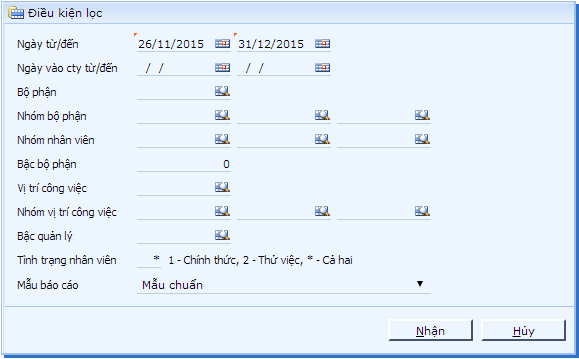 Điều kiện lọc
Ngày từ/đến 26/11/2015 31/12/2015
Ngày vào cty từ/đến / / / /
Bộ phận
Nhóm bộ phận
Nhóm nhân viên
Bậc bộ phận 0
Vị trí công việc
Nhóm vị trí công việc
Bậc quản lý
Tình trạng nhân viên * 1 - Chính thức, 2 - Thử việc, * - Cả hai
Mẫu báo cáo Mẫu chuẩn
Nhận Hủy